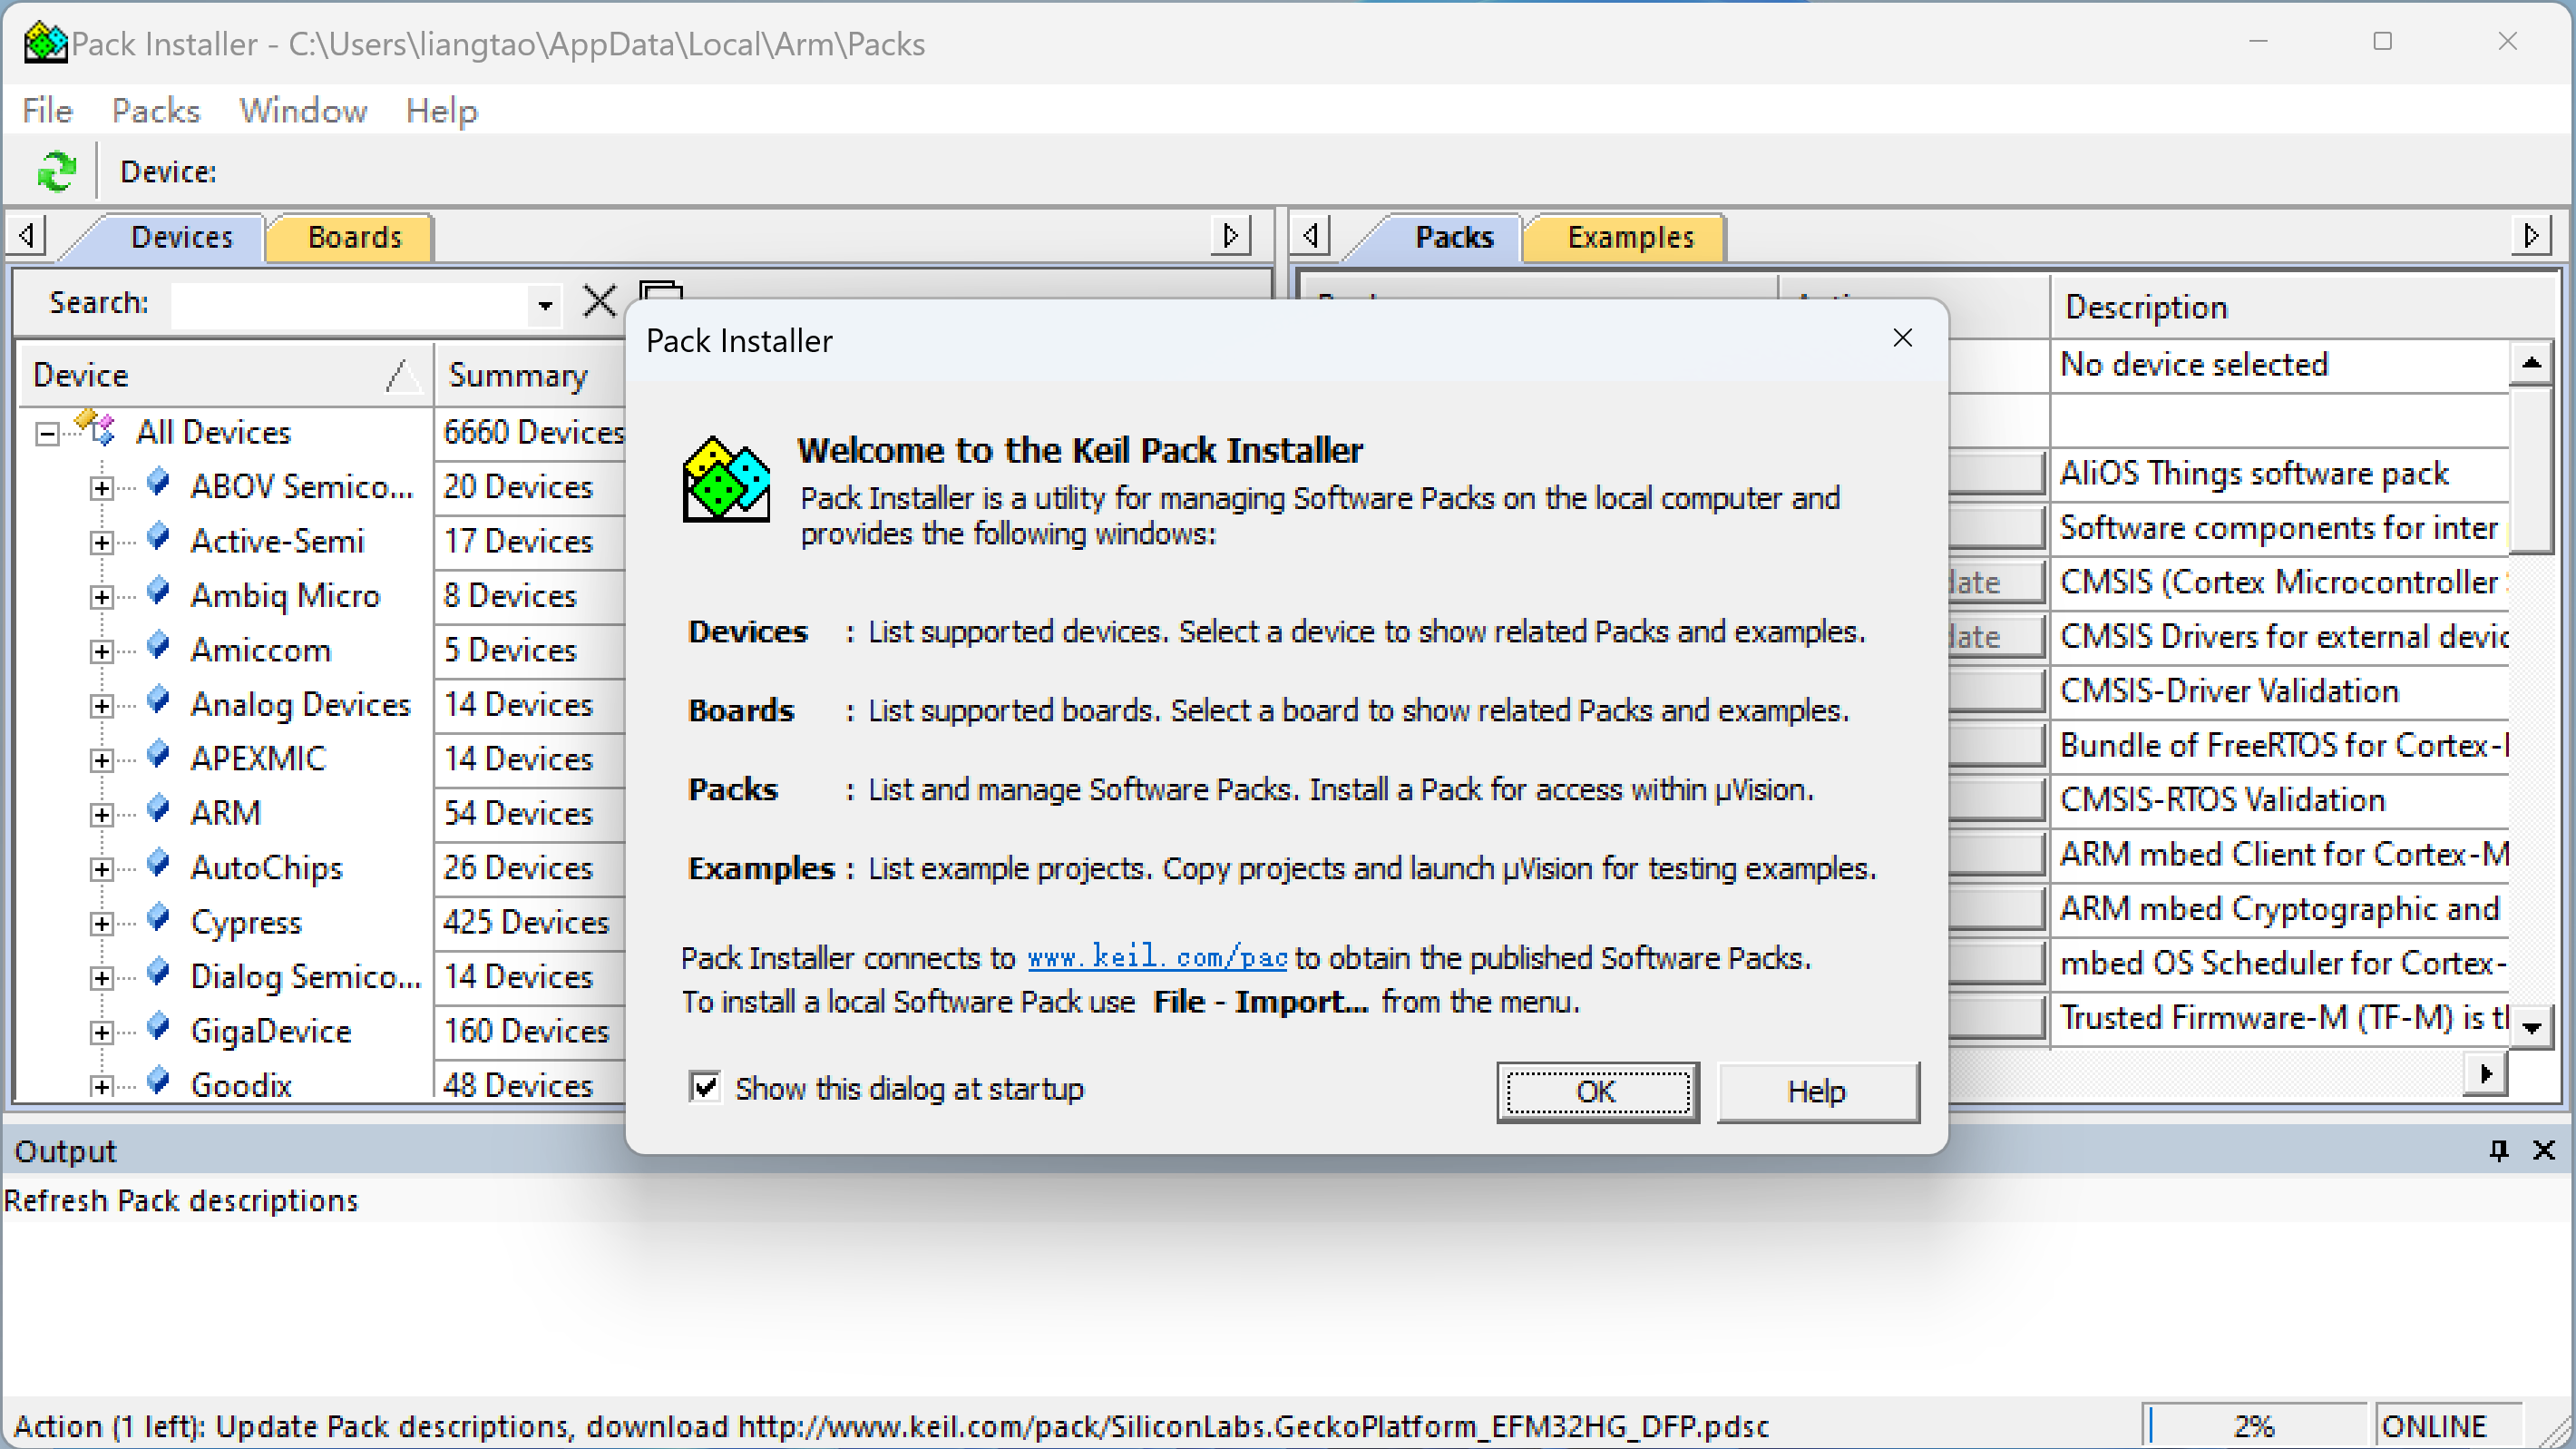 Pack Installer - C:\Users\liangtao\AppData\Local\Arm\Packs
File Packs Window Help
Device:
Devices Boards
Packs Examples
Search:
Description
Device Summary
No device selected
All Devices 6660 Devices
ABOV Semico... 20 Devices
AliOS Things software pack
Active-Semi 17 Devices
Software components for inter
Ambiq Micro 8 Devices
CMSIS (Cortex Microcontroller
Amiccom 5 Devices
CMSIS Drivers for external devic
Analog Devices 14 Devices
CMSIS-Driver Validation
APEXMIC 14 Devices
Bundle of FreeRTOS for Cortex-
ARM 54 Devices
CMSIS-RTOS Validation
AutoChips 26 Devices
ARM mbed Client for Cortex-M
Cypress 425 Devices
ARM mbed Cryptographic and
Dialog Semico... 14 Devices
mbed OS Scheduler for Cortex-
GigaDevice 160 Devices
Trusted Firmware-M (TF-M) is
Goodix 48 Devices
Pack Installer
Welcome to the Keil Pack Installer
Pack Installer is a utility for managing Software Packs on the local computer and
provides the following windows:
Devices : List supported devices. Select a device to show related Packs and examples.
Boards : List supported boards. Select a board to show related Packs and examples.
Packs : List and manage Software Packs. Install a Pack for access within µVision.
Examples : List example projects. Copy projects and launch µVision for testing examples.
Pack Installer connects to www.keil.com/pac to obtain the published Software Packs.
To install a local Software Pack use File - Import... from the menu.
Show this dialog at startup
OK Help
Output
Refresh Pack descriptions
Action (1 left): Update Pack descriptions, download http://www.keil.com/pack/SiliconLabs.GeckoPlatform_EFM32HG_DFP.pdsc
2% ONLINE